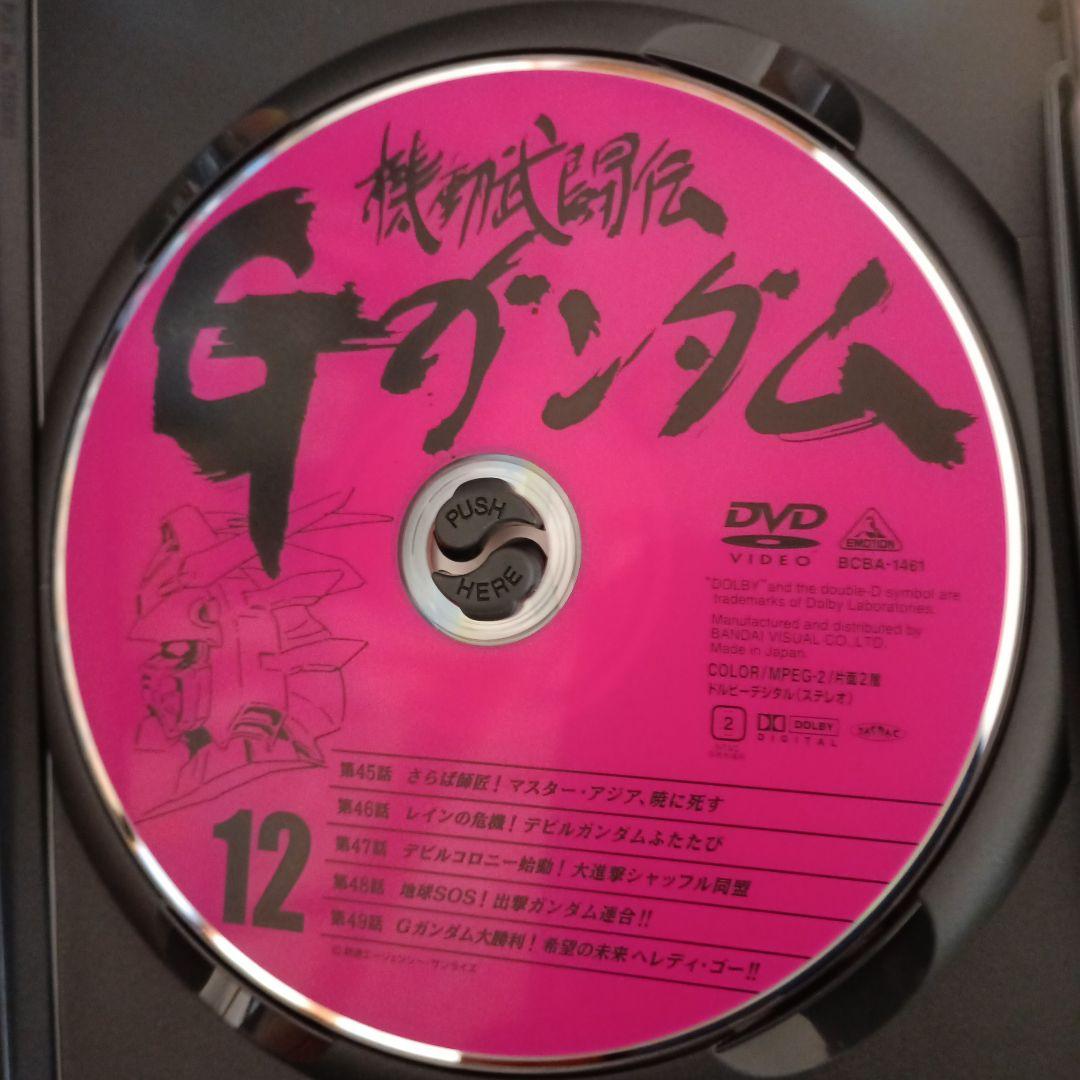 機動武闘伝
Gガンダム
PUSH
HERE
DVD
VIDEO
EMOTION
BCBA-1461
"DOLBY" and the double-D symbol are
trademarks of Dolby Laboratories.
Manufactured and distributed by
BANDAI VISUAL CO., LTD.
Made in Japan.
COLOR/MPEG-2/片面2層
ドルビーデジタル(ステレオ)
2
DOLBY
DIGITAL
第45話 さらば師匠! マスター・アジア、暁に死す
第46話 レインの危機! デビルガンダムふたたび
第47話 デビルコロニー始動! 大進撃シャッフル同盟
第48話 地球SOS! 出撃ガンダム連合!!
第49話 Gガンダム大勝利! 希望の未来へレディ・ゴー!!
12
©創通エージェンシー・サンライズ